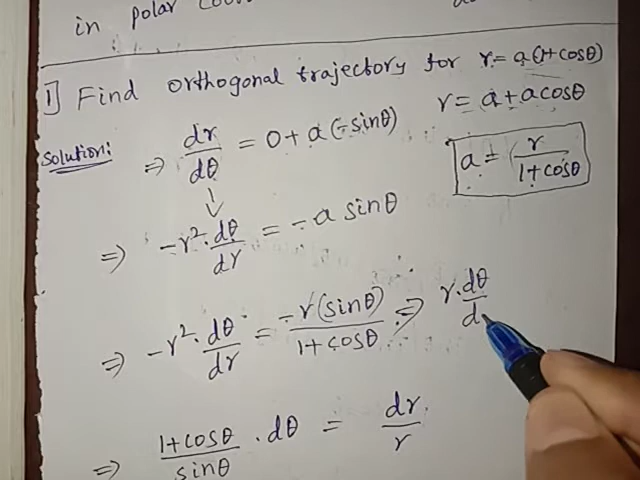 in polar
1] Find orthogonal trajectory for r = a(1+cosθ)
r = a + a cosθ
Solution: ⇒ dr/dθ = 0 + a(-sinθ)
a = r/(1+cosθ)
⇒ -r². dθ/dr = -a sinθ
⇒ -r². dθ/dr = -r(sinθ)/(1+cosθ) ⇒ r. dθ/d
⇒ (1+cosθ)/sinθ . dθ = dr/r